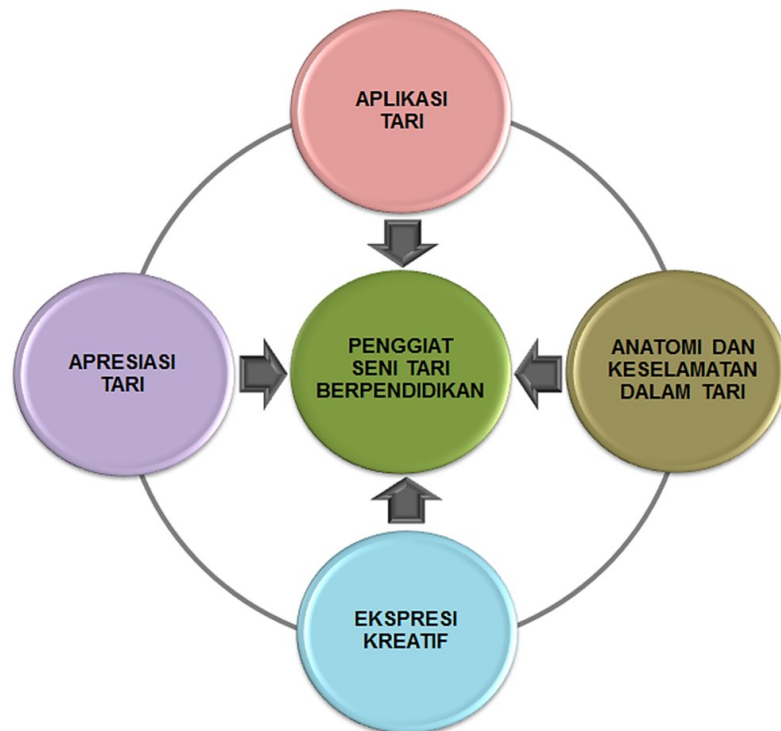 APLIKASI
TARI
APRESIASI
TARI
PENGGIAT
SENI TARI
BERPENDIDIKAN
ANATOMI DAN
KESELAMATAN
DALAM TARI
EKSPRESI
KREATIF